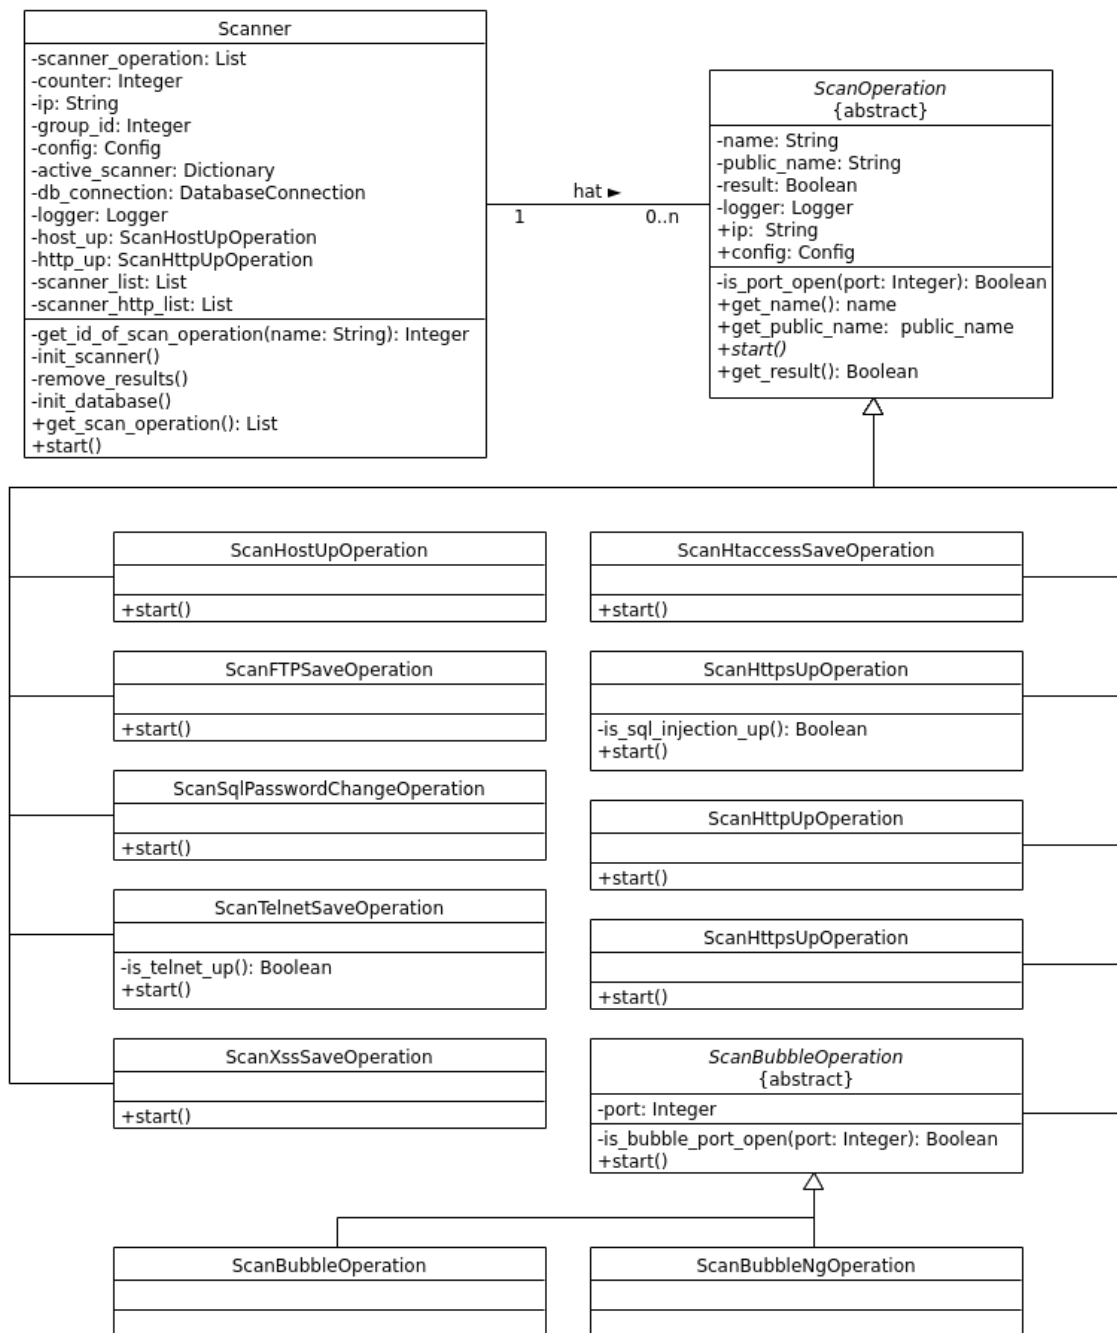 Scanner
-scanner_operation: List
-counter: Integer
-ip: String
-group_id: Integer
-config: Config
-active_scanner: Dictionary
-db_connection: DatabaseConnection
-logger: Logger
-host_up: ScanHostUpOperation
-http_up: ScanHttpUpOperation
-scanner_list: List
-scanner_http_list: List
-get_id_of_scan_operation(name: String): Integer
-init_scanner()
-remove_results()
-init_database()
+get_scan_operation(): List
+start()
hat ►
1
0..n
ScanOperation
{abstract}
-name: String
-public_name: String
-result: Boolean
-logger: Logger
+ip:  String
+config: Config
-is_port_open(port: Integer): Boolean
+get_name(): name
+get_public_name:  public_name
+start()
+get_result(): Boolean
ScanHostUpOperation
+start()
ScanFTPSaveOperation
+start()
ScanSqlPasswordChangeOperation
+start()
ScanTelnetSaveOperation
-is_telnet_up(): Boolean
+start()
ScanXssSaveOperation
+start()
ScanHtaccessSaveOperation
+start()
ScanHttpsUpOperation
-is_sql_injection_up(): Boolean
+start()
ScanHttpUpOperation
+start()
ScanHttpsUpOperation
+start()
ScanBubbleOperation
{abstract}
-port: Integer
-is_bubble_port_open(port: Integer): Boolean
+start()
ScanBubbleOperation
ScanBubbleNgOperation